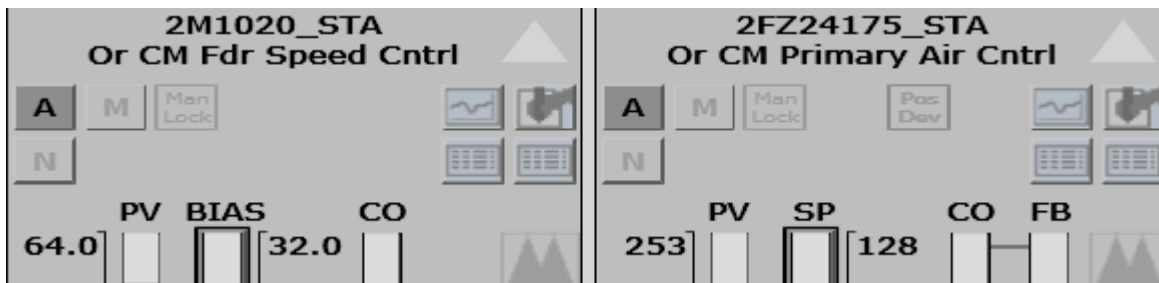 2M1020_STA
Or CM Fdr Speed Cntrl
A M Man Lock
N
PV BIAS CO
64.0 32.0
2FZ24175_STA
Or CM Primary Air Cntrl
A M Man Lock Pos Dev
N
PV SP CO FB
253 128